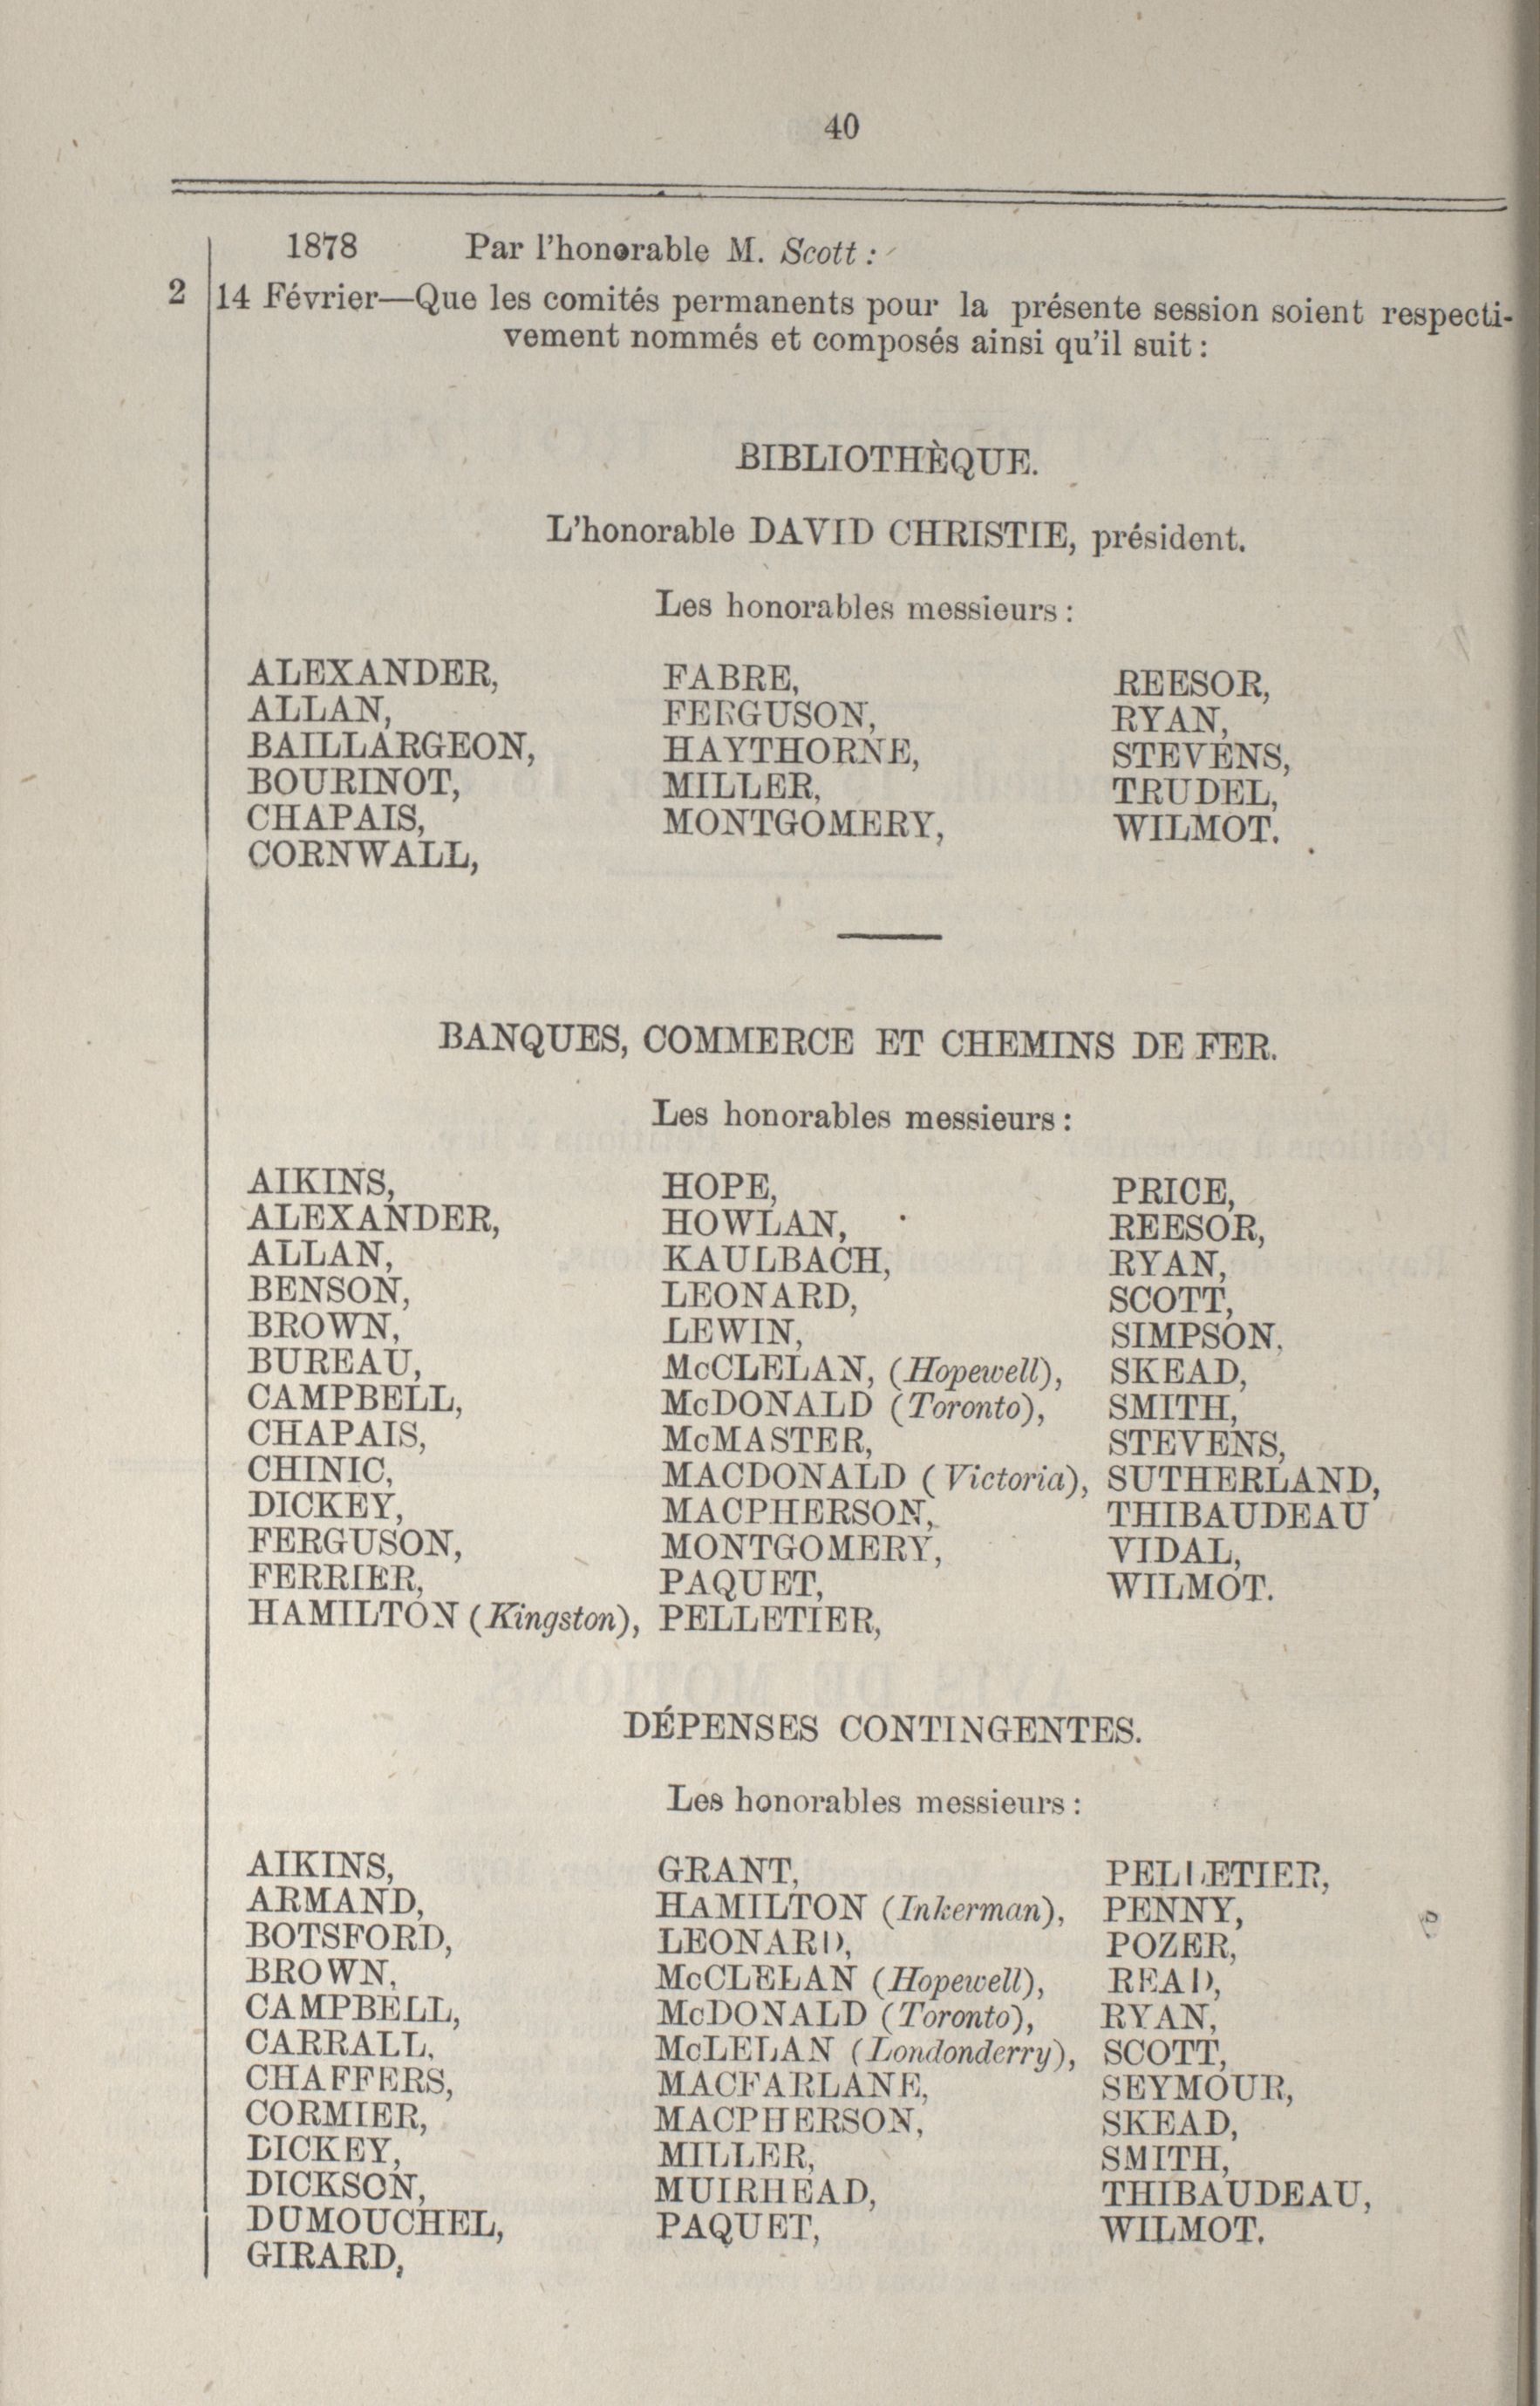 40
1878 Par l'honorable M. Scott :
2 14 Février—Que les comités permanents pour la présente session soient respecti-
vement nommés et composés ainsi qu'il suit :
BIBLIOTHÈQUE.
L'honorable DAVID CHRISTIE, président.
Les honorables messieurs :
ALEXANDER,
ALLAN,
BAILLARGEON,
BOURINOT,
CHAPAIS,
CORNWALL,
FABRE,
FERGUSON,
HAYTHORNE,
MILLER,
MONTGOMERY,
REESOR,
RYAN,
STEVENS,
TRUDEL,
WILMOT.
BANQUES, COMMERCE ET CHEMINS DE FER.
Les honorables messieurs :
AIKINS,
ALEXANDER,
ALLAN,
BENSON,
BROWN,
BUREAU,
CAMPBELL,
CHAPAIS,
CHINIC,
DICKEY,
FERGUSON,
FERRIER,
HAMILTON (Kingston),
HOPE,
HOWLAN,
KAULBACH,
LEONARD,
LEWIN,
McCLELAN, (Hopewell),
McDONALD (Toronto),
McMASTER,
MACDONALD (Victoria),
MACPHERSON,
MONTGOMERY,
PAQUET,
PELLETIER,
PRICE,
REESOR,
RYAN,
SCOTT,
SIMPSON,
SKEAD,
SMITH,
STEVENS,
SUTHERLAND,
THIBAUDEAU
VIDAL,
WILMOT.
DÉPENSES CONTINGENTES.
Les honorables messieurs :
AIKINS,
ARMAND,
BOTSFORD,
BROWN,
CAMPBELL,
CARRALL,
CHAFFERS,
CORMIER,
DICKEY,
DICKSON,
DUMOUCHEL,
GIRARD,
GRANT,
HAMILTON (Inkerman),
LEONARD,
McCLELAN (Hopewell),
McDONALD (Toronto),
McLELAN (Londonderry),
MACFARLANE,
MACPHERSON,
MILLER,
MUIRHEAD,
PAQUET,
PELLETIER,
PENNY,
POZER,
READ,
RYAN,
SCOTT,
SEYMOUR,
SKEAD,
SMITH,
THIBAUDEAU,
WILMOT.